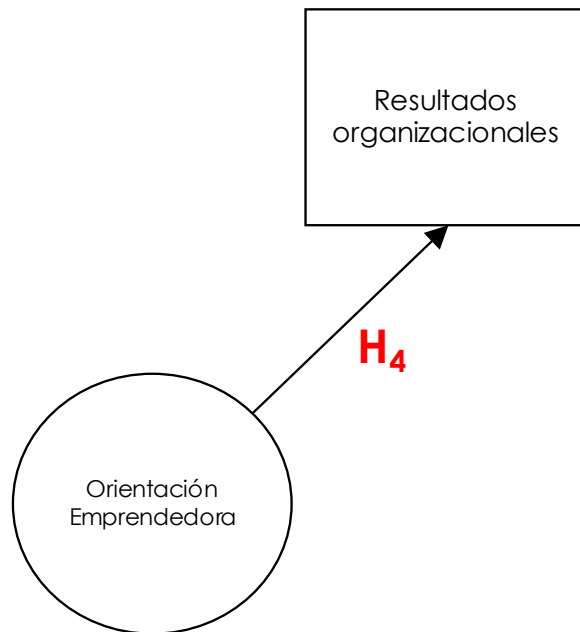 Resultados
organizacionales
H₄
Orientación
Emprendedora